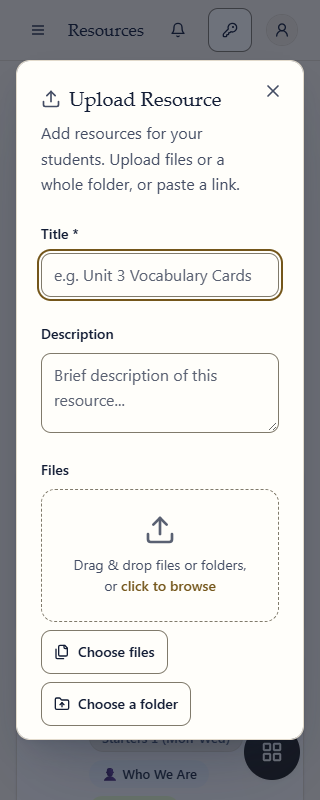 Resources
Upload Resource
Add resources for your
students. Upload files or a
whole folder, or paste a link.
Title *
e.g. Unit 3 Vocabulary Cards
Description
Brief description of this
resource...
Files
Drag & drop files or folders,
or click to browse
Choose files
Choose a folder
Starters 1 (Mon-Wed)
Who We Are